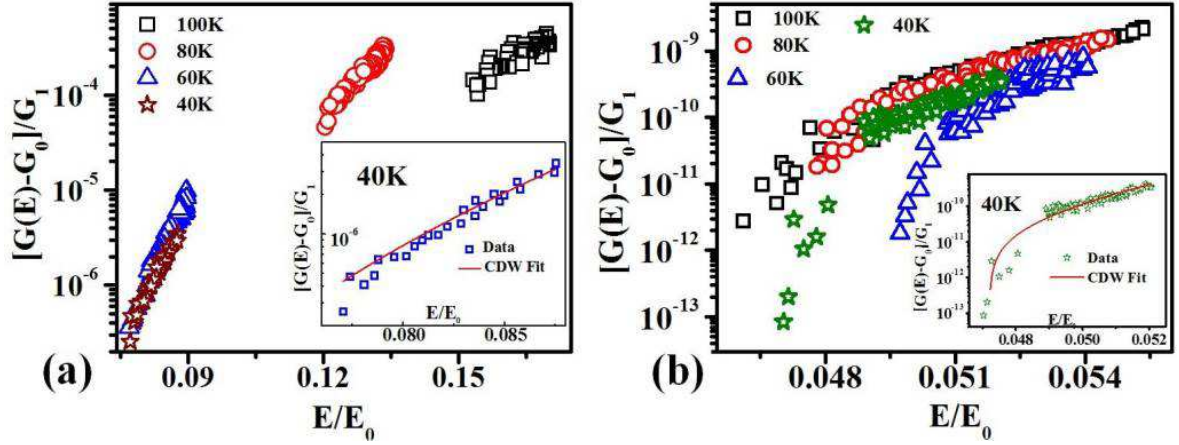 [G(E)-G₀]/G₁
10⁻⁴
10⁻⁵
10⁻⁶
100K
80K
60K
40K
40K
[G(E)-G₀]/G₁
10⁻⁶
Data
CDW Fit
E/E₀
0.080
0.085
(a)
0.09
0.12
0.15
E/E₀
[G(E)-G₀]/G₁
10⁻⁹
10⁻¹⁰
10⁻¹¹
10⁻¹²
10⁻¹³
100K
40K
80K
60K
40K
[G(E)-G₀]/G₁
10⁻¹⁰
10⁻¹¹
10⁻¹²
10⁻¹³
Data
CDW Fit
E/E₀
0.048
0.050
0.052
(b)
0.048
0.051
0.054
E/E₀